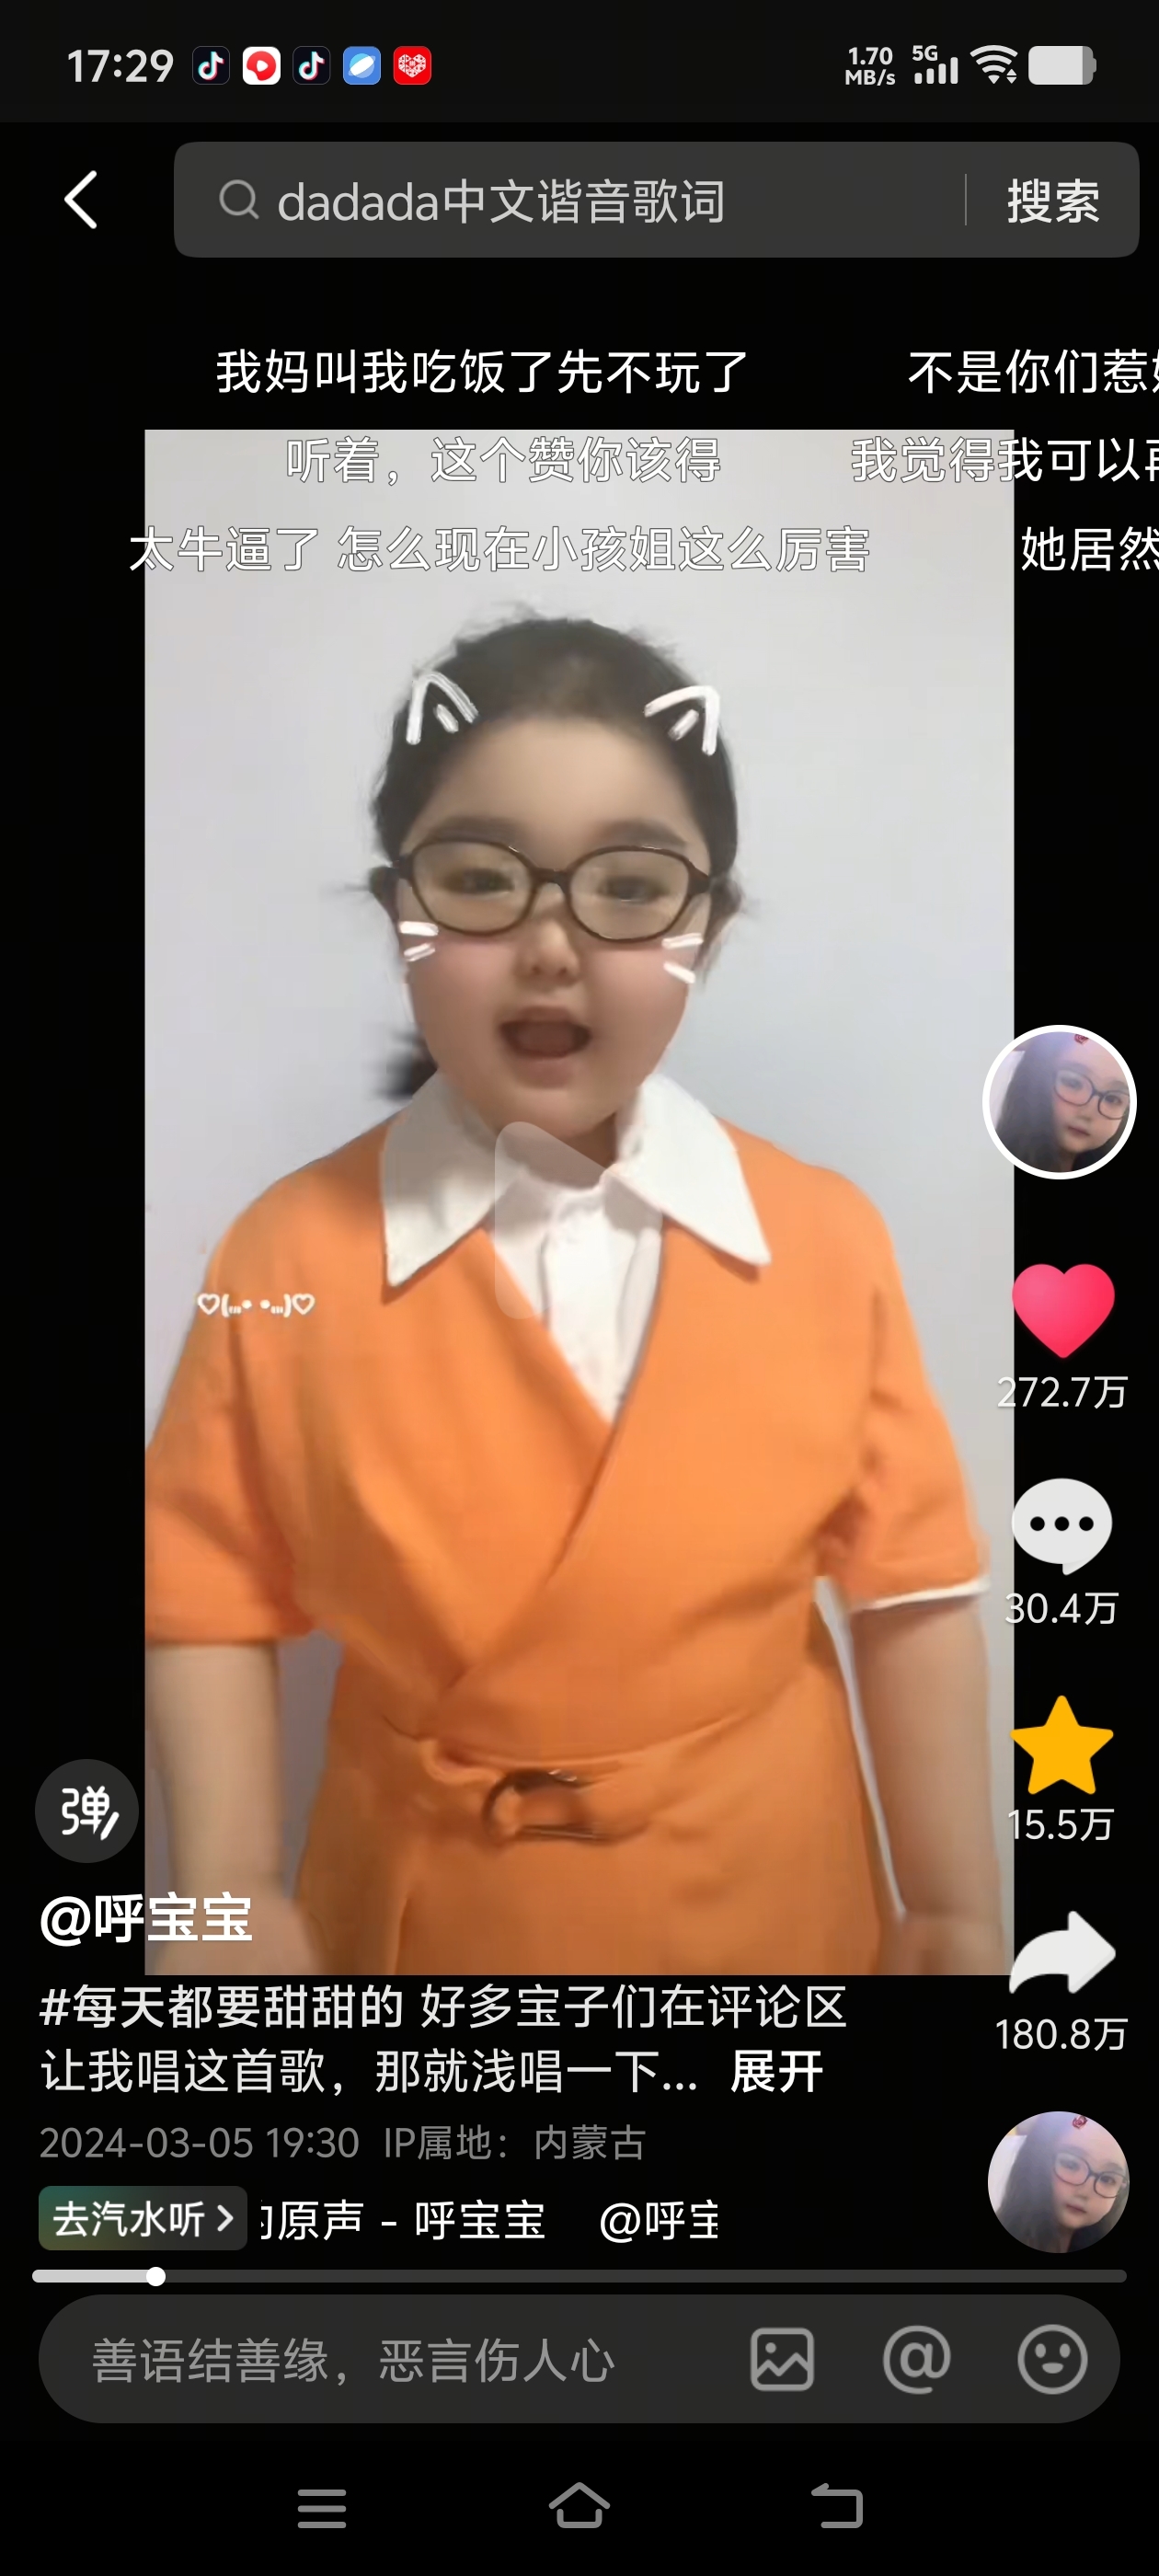 17:29
1.70 MB/s
5G
dadada中文谐音歌词
搜索
我妈叫我吃饭了先不玩了 不是你们惹
听着，这个赞你该得 我觉得我可以再
太牛逼了 怎么现在小孩姐这么厉害 她居然
♡(„• •„)♡
272.7万
30.4万
15.5万
弹
@呼宝宝
#每天都要甜甜的 好多宝子们在评论区
让我唱这首歌，那就浅唱一下... 展开
180.8万
2024-03-05 19:30 IP属地：内蒙古
去汽水听 > 的原声 - 呼宝宝 @呼宝
善语结善缘，恶言伤人心